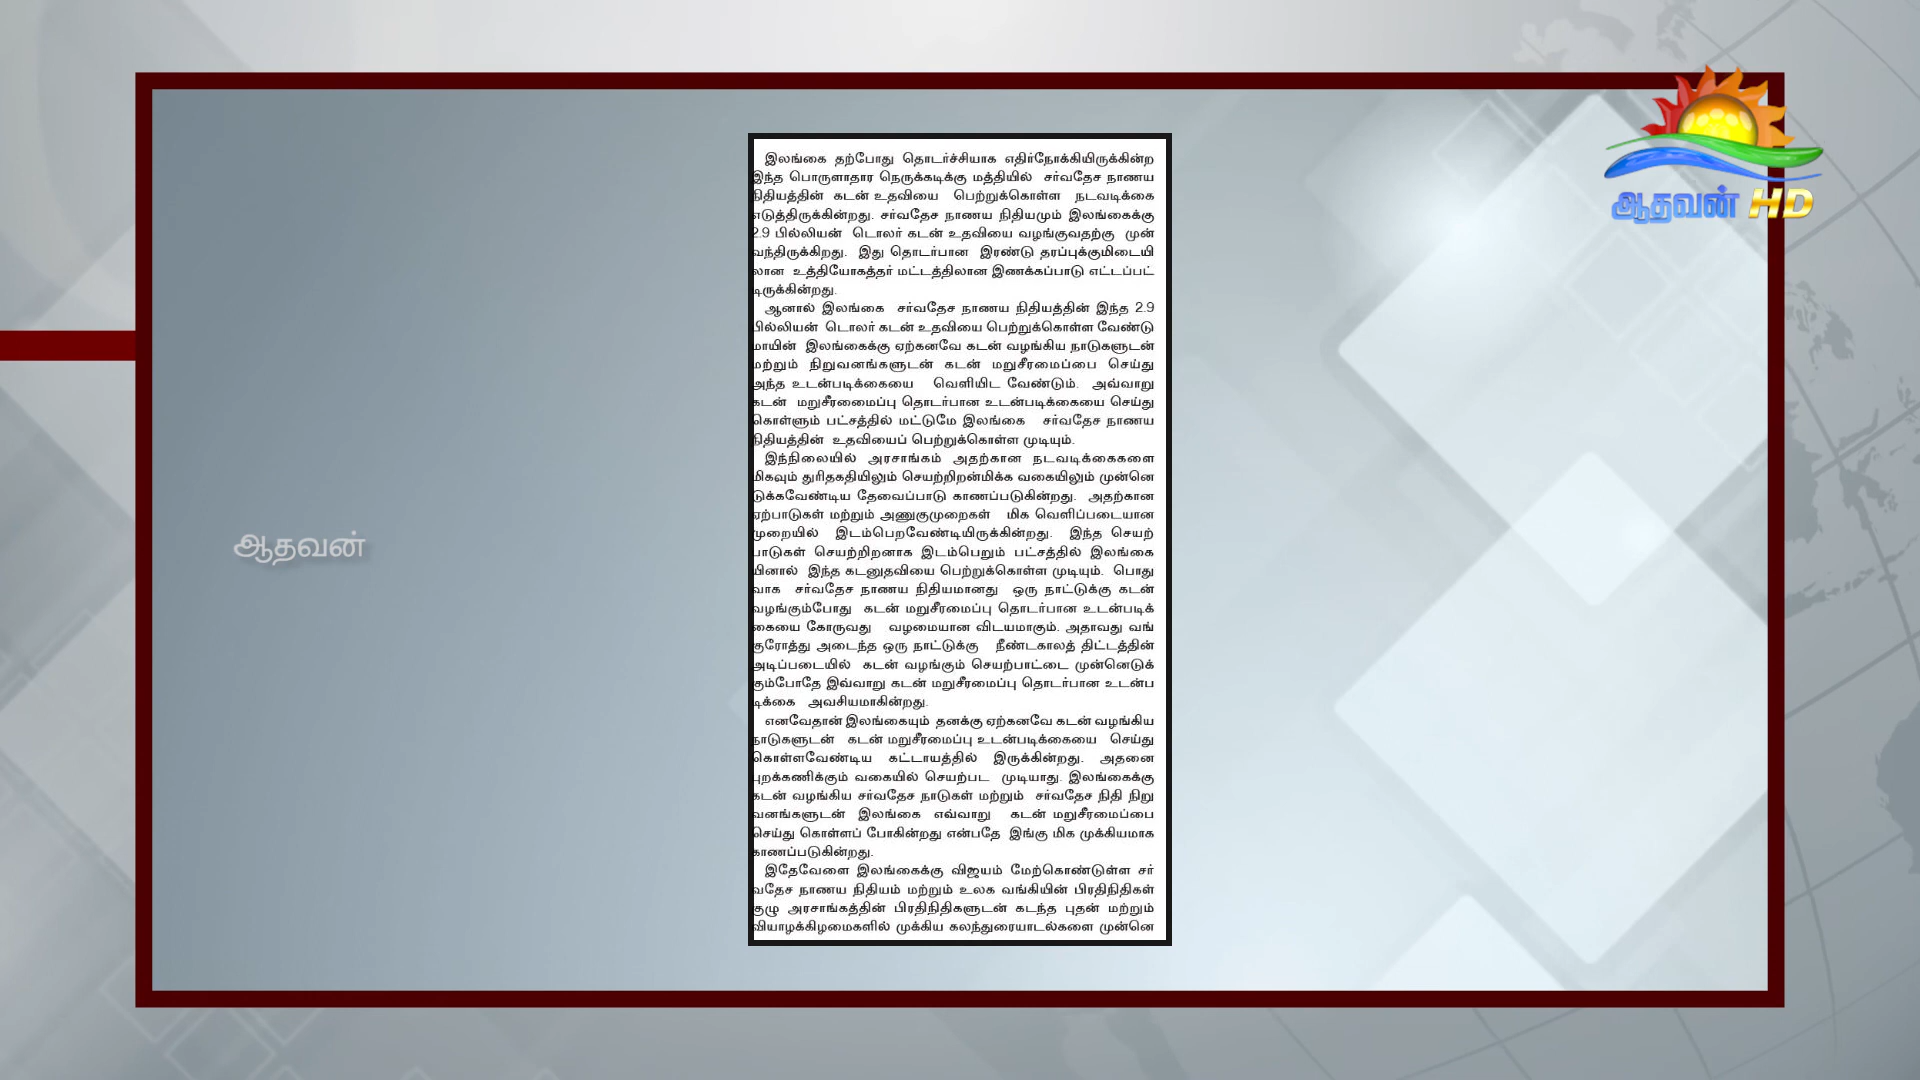 இலங்கை தற்போது தொடர்ச்சியாக எதிர்நோக்கியிருக்கின்ற
இந்த பொருளாதார நெருக்கடிக்கு மத்தியில் சர்வதேச நாணய
நிதியத்தின் கடன் உதவியை பெற்றுக்கொள்ள நடவடிக்கை
எடுத்திருக்கின்றது. சர்வதேச நாணய நிதியமும் இலங்கைக்கு
2.9 பில்லியன் டொலர் கடன் உதவியை வழங்குவதற்கு முன்
வந்திருக்கிறது. இது தொடர்பான இரண்டு தரப்புக்குமிடையி
லான உத்தியோகத்தர் மட்டத்திலான இணக்கப்பாடு எட்டப்பட்
டிருக்கின்றது.
ஆனால் இலங்கை சர்வதேச நாணய நிதியத்தின் இந்த 2.9
பில்லியன் டொலர் கடன் உதவியை பெற்றுக்கொள்ள வேண்டு
மாயின் இலங்கைக்கு ஏற்கனவே கடன் வழங்கிய நாடுகளுடன்
மற்றும் நிறுவனங்களுடன் கடன் மறுசீரமைப்பை செய்து
அந்த உடன்படிக்கையை வெளியிட வேண்டும். அவ்வாறு
கடன் மறுசீரமைைப்பு தொடர்பான உடன்படிக்கையை செய்து
கொள்ளும் பட்சத்தில் மட்டுமே இலங்கை சர்வதேச நாணய
நிதியத்தின் உதவியைப் பெற்றுக்கொள்ள முடியும்.
இந்நிலையில் அரசாங்கம் அதற்கான நடவடிக்கைகளை
மிகவும் துரிதகதியிலும் செயற்றிறன்மிக்க வகையிலும் முன்னெ
டுக்கவேண்டிய தேவைப்பாடு காணப்படுகின்றது. அதற்கான
ஏற்பாடுகள் மற்றும் அணுகுமுறைகள் மிக வெளிப்படையான
முறையில் இடம்பெறவேண்டியிருக்கின்றது. இந்த செயற்
பாடுகள் செயற்றிறனாக இடம்பெறும் பட்சத்தில் இலங்கை
யினால் இந்த கடனுதவியை பெற்றுக்கொள்ள முடியும். பொது
வாக சர்வதேச நாணய நிதியமானது ஒரு நாட்டுக்கு கடன்
வழங்கும்போது கடன் மறுசீரமைப்பு தொடர்பான உடன்படிக்
கையை கோருவது வழமையான விடயமாகும். அதாவது வங்
குரோத்து அடைந்த ஒரு நாட்டுக்கு நீண்டகாலத் திட்டத்தின்
அடிப்படையில் கடன் வழங்கும் செயற்பாட்டை முன்னெடுக்
கும்போதே இவ்வாறு கடன் மறுசீரமைப்பு தொடர்பான உடன்ப
டிக்கை அவசியமாகின்றது.
எனவேதான் இலங்கையும் தனக்கு ஏற்கனவே கடன் வழங்கிய
நாடுகளுடன் கடன் மறுசீரமைப்பு உடன்படிக்கையை செய்து
கொள்ளவேண்டிய கட்டாயத்தில் இருக்கின்றது. அதனை
புறக்கணிக்கும் வகையில் செயற்பட முடியாது. இலங்கைக்கு
கடன் வழங்கிய சர்வதேச நாடுகள் மற்றும் சர்வதேச நிதி நிறு
வனங்களுடன் இலங்கை எவ்வாறு கடன் மறுசீரமைப்பை
செய்து கொள்ளப் போகின்றது என்பதே இங்கு மிக முக்கியமாக
காணப்படுகின்றது.
இதேவேளை இலங்கைக்கு விஜயம் மேற்கொண்டுள்ள சர்
வதேச நாணய நிதியம் மற்றும் உலக வங்கியின் பிரதிநிதிகள்
குழு அரசாங்கத்தின் பிரதிநிதிகளுடன் கடந்த புதன் மற்றும்
வியாழக்கிழமைகளில் முக்கிய கலந்துரையாடல்களை முன்னெ
ஆதவன்
ஆதவன் HD